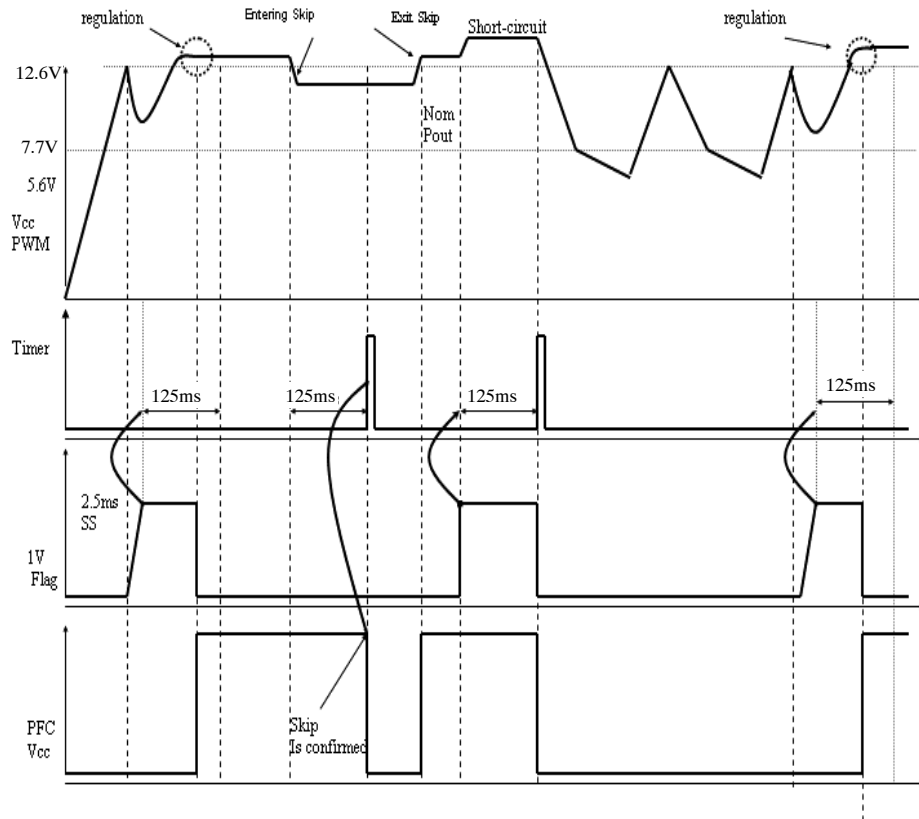 regulation
Entering Skip
Exit Skip
Short-circuit
regulation
12.6V
Nom
Pout
7.7V
5.6V
Vcc
PWM
Timer
125ms
125ms
125ms
125ms
2.5ms
SS
1V
Flag
PFC
Vcc
Skip
Is confirmed